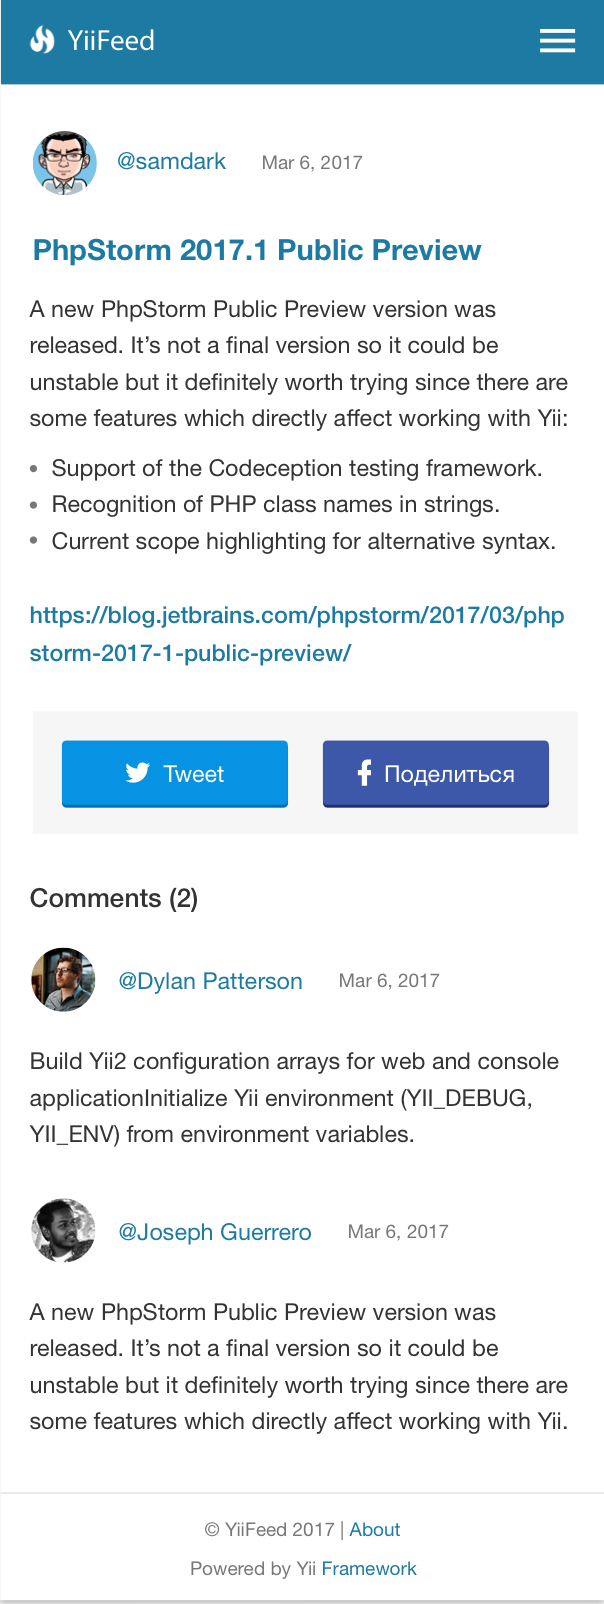 YiiFeed
@samdark Mar 6, 2017
PhpStorm 2017.1 Public Preview
A new PhpStorm Public Preview version was
released. It’s not a final version so it could be
unstable but it definitely worth trying since there are
some features which directly affect working with Yii:
• Support of the Codeception testing framework.
• Recognition of PHP class names in strings.
• Current scope highlighting for alternative syntax.
https://blog.jetbrains.com/phpstorm/2017/03/php
storm-2017-1-public-preview/
Tweet
Поделиться
Comments (2)
@Dylan Patterson Mar 6, 2017
Build Yii2 configuration arrays for web and console
applicationInitialize Yii environment (YII_DEBUG,
YII_ENV) from environment variables.
@Joseph Guerrero Mar 6, 2017
A new PhpStorm Public Preview version was
released. It’s not a final version so it could be
unstable but it definitely worth trying since there are
some features which directly affect working with Yii.
© YiiFeed 2017 | About
Powered by Yii Framework